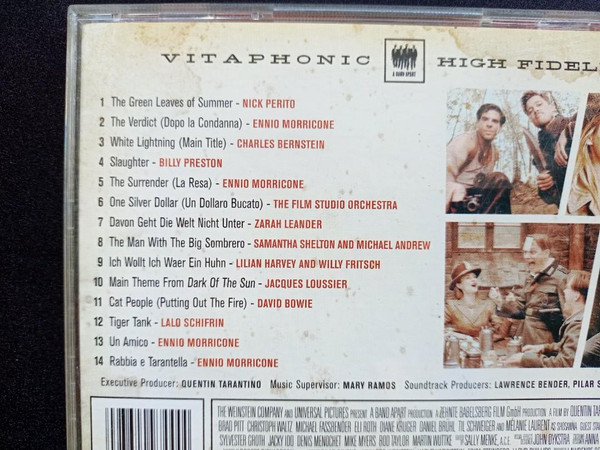 VITAPHONIC A BAND APART HIGH FIDEL
1 The Green Leaves of Summer - NICK PERITO
2 The Verdict (Dopo la Condanna) - ENNIO MORRICONE
3 White Lightning (Main Title) - CHARLES BERNSTEIN
4 Slaughter - BILLY PRESTON
5 The Surrender (La Resa) - ENNIO MORRICONE
6 One Silver Dollar (Un Dollaro Bucato) - THE FILM STUDIO ORCHESTRA
7 Davon Geht Die Welt Nicht Unter - ZARAH LEANDER
8 The Man With The Big Sombrero - SAMANTHA SHELTON AND MICHAEL ANDREW
9 Ich Wollt Ich Waer Ein Huhn - LILIAN HARVEY AND WILLY FRITSCH
10 Main Theme From Dark Of The Sun - JACQUES LOUSSIER
11 Cat People (Putting Out The Fire) - DAVID BOWIE
12 Tiger Tank - LALO SCHIFRIN
13 Un Amico - ENNIO MORRICONE
14 Rabbia e Tarantella - ENNIO MORRICONE
Executive Producer: QUENTIN TARANTINO Music Supervisor: MARY RAMOS Soundtrack Producers: LAWRENCE BENDER, PILAR S
THE WEINSTEIN COMPANY AND UNIVERSAL PICTURES PRESENT A BAND APART PRODUCTION A ZEHNTE BABELSBERG FILM GmbH PRODUCTION A FILM BY QUENTIN TAR
BRAD PITT CHRISTOPH WALTZ MICHAEL FASSBENDER ELI ROTH DIANE KRUGER DANIEL BRÜHL TIL SCHWEIGER AND MÉLANIE LAURENT AS SHOSANNA
SYLVESTER GROTH JACKY IDO DENIS MENOCHET MIKE MYERS ROD TAYLOR MARTIN WUTTKE SALLY MENKE, A.C.E. JOHN DYKSTRA